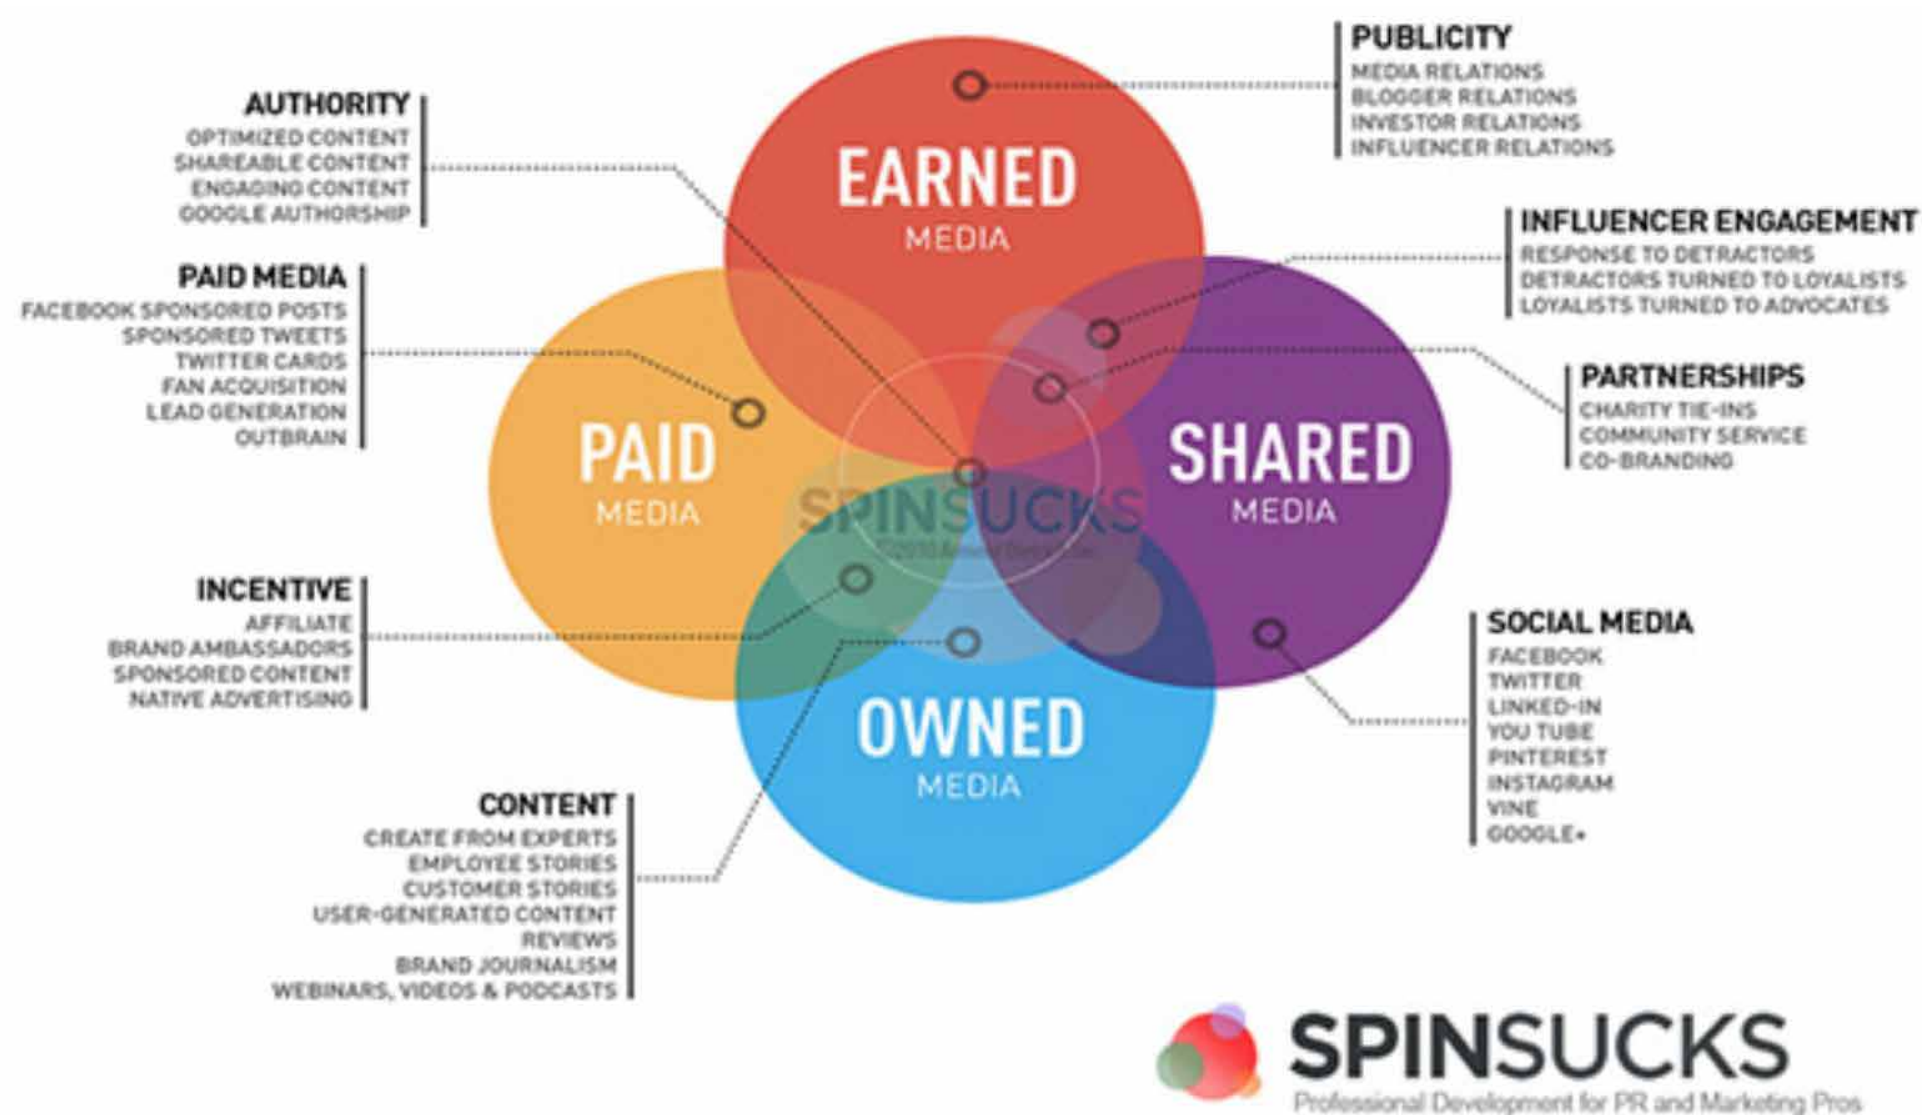 PUBLICITY
MEDIA RELATIONS
BLOGGER RELATIONS
INVESTOR RELATIONS
INFLUENCER RELATIONS
AUTHORITY
OPTIMIZED CONTENT
SHAREABLE CONTENT
ENGAGING CONTENT
GOOGLE AUTHORSHIP
EARNED
MEDIA
INFLUENCER ENGAGEMENT
RESPONSE TO DETRACTORS
DETRACTORS TURNED TO LOYALISTS
LOYALISTS TURNED TO ADVOCATES
PAID MEDIA
FACEBOOK SPONSORED POSTS
SPONSORED TWEETS
TWITTER CARDS
FAN ACQUISITION
LEAD GENERATION
OUTBRAIN
PARTNERSHIPS
CHARITY TIE-INS
COMMUNITY SERVICE
CO-BRANDING
PAID
MEDIA
SHARED
MEDIA
SPINSUCKS
INCENTIVE
AFFILIATE
BRAND AMBASSADORS
SPONSORED CONTENT
NATIVE ADVERTISING
SOCIAL MEDIA
FACEBOOK
TWITTER
LINKED-IN
YOU TUBE
PINTEREST
INSTAGRAM
VINE
GOOGLE+
OWNED
MEDIA
CONTENT
CREATE FROM EXPERTS
EMPLOYEE STORIES
CUSTOMER STORIES
USER-GENERATED CONTENT
REVIEWS
BRAND JOURNALISM
WEBINARS, VIDEOS & PODCASTS
SPINSUCKS
Professional Development for PR and Marketing Pros